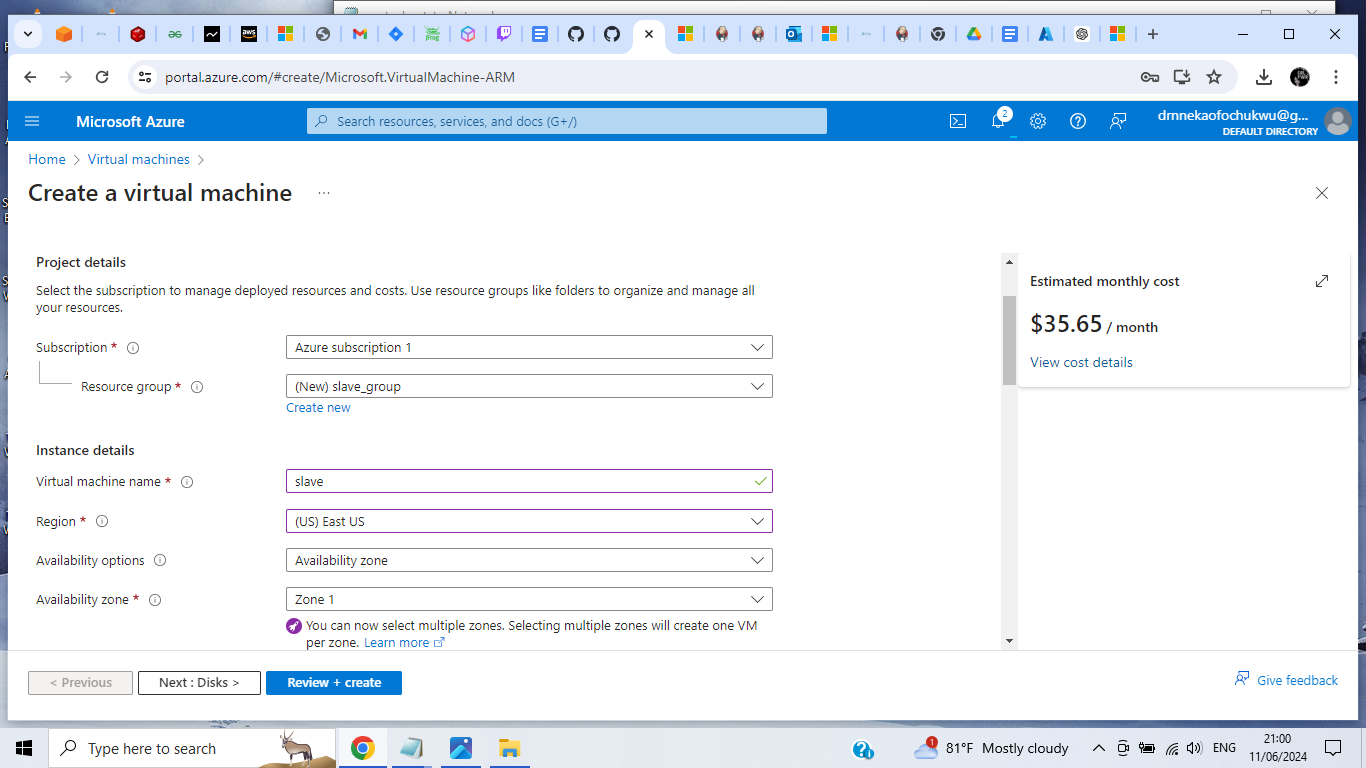 portal.azure.com/#create/Microsoft.VirtualMachine-ARM
Microsoft Azure
Search resources, services, and docs (G+/)
2
drnnekaofochukwu@g...
DEFAULT DIRECTORY
Home > Virtual machines >
Create a virtual machine ...
Project details
Select the subscription to manage deployed resources and costs. Use resource groups like folders to organize and manage all
your resources.
Subscription * Azure subscription 1
Resource group * (New) slave_group
Create new
Instance details
Virtual machine name * slave
Region * (US) East US
Availability options Availability zone
Availability zone * Zone 1
You can now select multiple zones. Selecting multiple zones will create one VM
per zone. Learn more
Estimated monthly cost
$35.65 / month
View cost details
< Previous
Next : Disks >
Review + create
Give feedback
Type here to search
1
81°F Mostly cloudy
ENG
21:00
11/06/2024